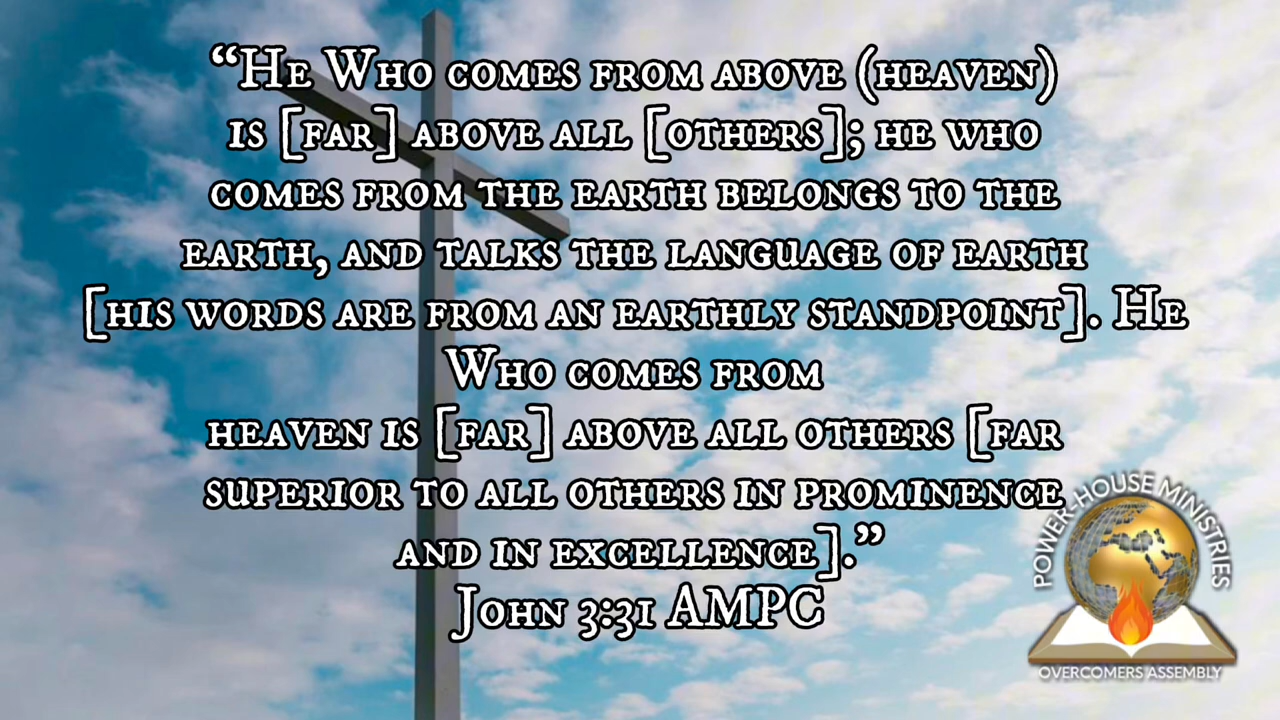 “He Who comes from above (heaven)
is [far] above all [others]; he who
comes from the earth belongs to the
earth, and talks the language of earth
[his words are from an earthly standpoint]. He
Who comes from
heaven is [far] above all others [far
superior to all others in prominence
and in excellence].”
John 3:31 AMPC
POWER-HOUSE MINISTRIES
OVERCOMERS ASSEMBLY